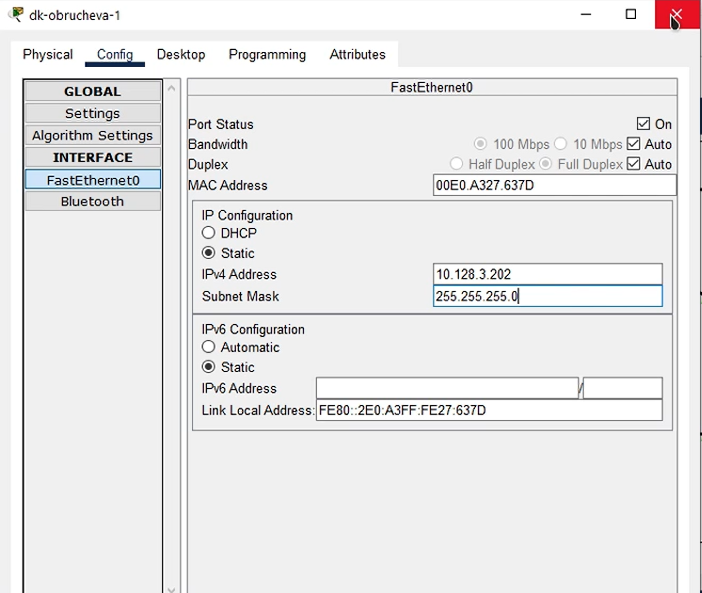 dk-obrucheva-1
Physical Config Desktop Programming Attributes
GLOBAL
Settings
Algorithm Settings
INTERFACE
FastEthernet0
Bluetooth
FastEthernet0
Port Status On
Bandwidth 100 Mbps 10 Mbps Auto
Duplex Half Duplex Full Duplex Auto
MAC Address 00E0.A327.637D
IP Configuration
DHCP
Static
IPv4 Address 10.128.3.202
Subnet Mask 255.255.255.0
IPv6 Configuration
Automatic
Static
IPv6 Address /
Link Local Address: FE80::2E0:A3FF:FE27:637D